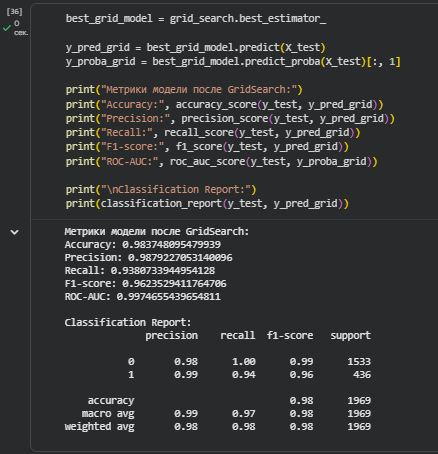 [36]
0
сек.
best_grid_model = grid_search.best_estimator_
y_pred_grid = best_grid_model.predict(X_test)
y_proba_grid = best_grid_model.predict_proba(X_test)[:, 1]
print("Метрики модели после GridSearch:")
print("Accuracy:", accuracy_score(y_test, y_pred_grid))
print("Precision:", precision_score(y_test, y_pred_grid))
print("Recall:", recall_score(y_test, y_pred_grid))
print("F1-score:", f1_score(y_test, y_pred_grid))
print("ROC-AUC:", roc_auc_score(y_test, y_proba_grid))
print("\nClassification Report:")
print(classification_report(y_test, y_pred_grid))
Метрики модели после GridSearch:
Accuracy: 0.983748095479939
Precision: 0.9879227053140096
Recall: 0.9380733944954128
F1-score: 0.9623529411764706
ROC-AUC: 0.9974655439654811
Classification Report:
precision recall f1-score support
0 0.98 1.00 0.99 1533
1 0.99 0.94 0.96 436
accuracy 0.98 1969
macro avg 0.99 0.97 0.98 1969
weighted avg 0.98 0.98 0.98 1969